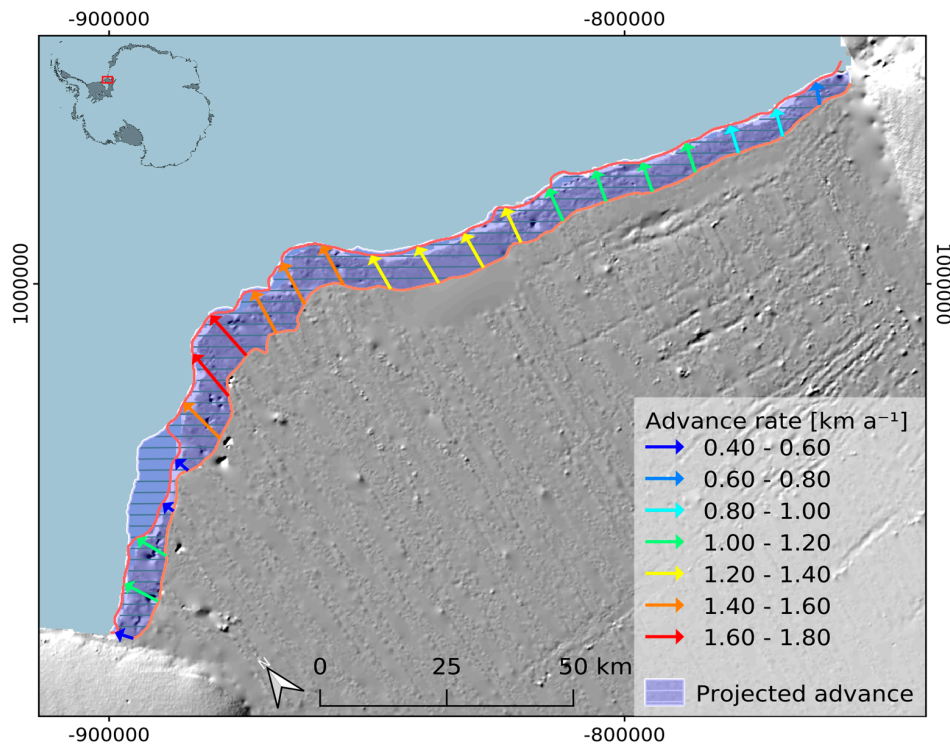 -900000 -800000
1000000
1000000
Advance rate [km a⁻¹]
0.40 - 0.60
0.60 - 0.80
0.80 - 1.00
1.00 - 1.20
1.20 - 1.40
1.40 - 1.60
1.60 - 1.80
Projected advance
N
0 25 50 km
-900000 -800000